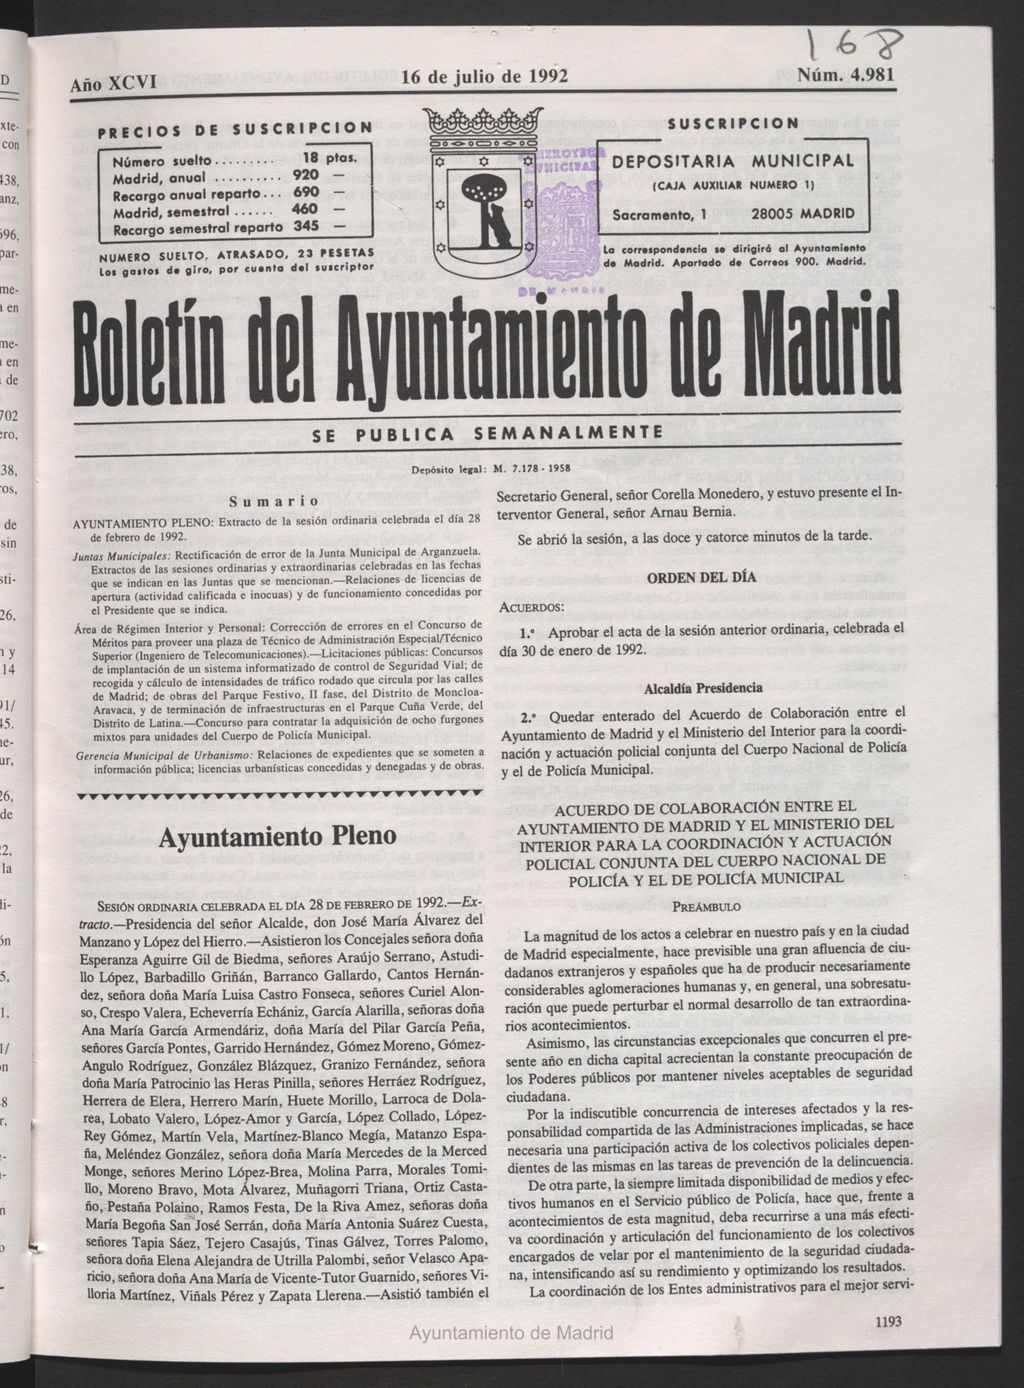 168
Año XCVI
16 de julio de 1992
Núm. 4.981
PRECIOS DE SUSCRIPCION
Número suelto......... 18 ptas.
Madrid, anual .......... 920 —
Recargo anual reparto... 690 —
Madrid, semestral ...... 460 —
Recargo semestral reparto 345 —
NUMERO SUELTO, ATRASADO, 23 PESETAS
Los gastos de giro, por cuenta del suscriptor
HEMEROTECA
MUNICIPAL
DE MADRID
SUSCRIPCION
DEPOSITARIA MUNICIPAL
(CAJA AUXILIAR NUMERO 1)
Sacramento, 1 28005 MADRID
La correspondencia se dirigirá al Ayuntamiento
de Madrid. Apartado de Correos 900. Madrid.
Boletín del Ayuntamiento de Madrid
SE PUBLICA SEMANALMENTE
Depósito legal: M. 7.178 - 1958
Sumario
AYUNTAMIENTO PLENO: Extracto de la sesión ordinaria celebrada el día 28
de febrero de 1992.
Juntas Municipales: Rectificación de error de la Junta Municipal de Arganzuela.
Extractos de las sesiones ordinarias y extraordinarias celebradas en las fechas
que se indican en las Juntas que se mencionan.—Relaciones de licencias de
apertura (actividad calificada e inocuas) y de funcionamiento concedidas por
el Presidente que se indica.
Área de Régimen Interior y Personal: Corrección de errores en el Concurso de
Méritos para proveer una plaza de Técnico de Administración Especial/Técnico
Superior (Ingeniero de Telecomunicaciones).—Licitaciones públicas: Concursos
de implantación de un sistema informatizado de control de Seguridad Vial; de
recogida y cálculo de intensidades de tráfico rodado que circula por las calles
de Madrid; de obras del Parque Festivo, II fase, del Distrito de Moncloa-
Aravaca, y de terminación de infraestructuras en el Parque Cuña Verde, del
Distrito de Latina.—Concurso para contratar la adquisición de ocho furgones
mixtos para unidades del Cuerpo de Policía Municipal.
Gerencia Municipal de Urbanismo: Relaciones de expedientes que se someten a
información pública; licencias urbanísticas concedidas y denegadas y de obras.
Ayuntamiento Pleno
SESIÓN ORDINARIA CELEBRADA EL DÍA 28 DE FEBRERO DE 1992.—Ex-
tracto.—Presidencia del señor Alcalde, don José María Álvarez del
Manzano y López del Hierro.—Asistieron los Concejales señora doña
Esperanza Aguirre Gil de Biedma, señores Araújo Serrano, Astudi-
llo López, Barbadillo Griñán, Barranco Gallardo, Cantos Hernán-
dez, señora doña María Luisa Castro Fonseca, señores Curiel Alon-
so, Crespo Valera, Echeverría Echániz, García Alarilla, señoras doña
Ana María García Armendáriz, doña María del Pilar García Peña,
señores García Pontes, Garrido Hernández, Gómez Moreno, Gómez-
Angulo Rodríguez, González Blázquez, Granizo Fernández, señora
doña María Patrocinio las Heras Pinilla, señores Herráez Rodríguez,
Herrera de Elera, Herrero Marín, Huete Morillo, Larroca de Dola-
rea, Lobato Valero, López-Amor y García, López Collado, López-
Rey Gómez, Martín Vela, Martínez-Blanco Megía, Matanzo Espa-
ña, Meléndez González, señora doña María Mercedes de la Merced
Monge, señores Merino López-Brea, Molina Parra, Morales Tomi-
llo, Moreno Bravo, Mota Álvarez, Muñagorri Triana, Ortiz Casta-
ño, Pestaña Polaino, Ramos Festa, De la Riva Amez, señoras doña
María Begoña San José Serrán, doña María Antonia Suárez Cuesta,
señores Tapia Sáez, Tejero Casajús, Tinas Gálvez, Torres Palomo,
señora doña Elena Alejandra de Utrilla Palombi, señor Velasco Apa-
ricio, señora doña Ana María de Vicente-Tutor Guarnido, señores Vi-
lloria Martínez, Viñals Pérez y Zapata Llerena.—Asistió también el
Secretario General, señor Corella Monedero, y estuvo presente el In-
terventor General, señor Arnau Bernia.
Se abrió la sesión, a las doce y catorce minutos de la tarde.
ORDEN DEL DÍA
ACUERDOS:
1.º Aprobar el acta de la sesión anterior ordinaria, celebrada el
día 30 de enero de 1992.
Alcaldía Presidencia
2.º Quedar enterado del Acuerdo de Colaboración entre el
Ayuntamiento de Madrid y el Ministerio del Interior para la coordi-
nación y actuación policial conjunta del Cuerpo Nacional de Policía
y el de Policía Municipal.
ACUERDO DE COLABORACIÓN ENTRE EL
AYUNTAMIENTO DE MADRID Y EL MINISTERIO DEL
INTERIOR PARA LA COORDINACIÓN Y ACTUACIÓN
POLICIAL CONJUNTA DEL CUERPO NACIONAL DE
POLICÍA Y EL DE POLICÍA MUNICIPAL
PREÁMBULO
La magnitud de los actos a celebrar en nuestro país y en la ciudad
de Madrid especialmente, hace previsible una gran afluencia de ciu-
dadanos extranjeros y españoles que ha de producir necesariamente
considerables aglomeraciones humanas y, en general, una sobresatu-
ración que puede perturbar el normal desarrollo de tan extraordina-
rios acontecimientos.
Asimismo, las circunstancias excepcionales que concurren el pre-
sente año en dicha capital acrecientan la constante preocupación de
los Poderes públicos por mantener niveles aceptables de seguridad
ciudadana.
Por la indiscutible concurrencia de intereses afectados y la res-
ponsabilidad compartida de las Administraciones implicadas, se hace
necesaria una participación activa de los colectivos policiales depen-
dientes de las mismas en las tareas de prevención de la delincuencia.
De otra parte, la siempre limitada disponibilidad de medios y efec-
tivos humanos en el Servicio público de Policía, hace que, frente a
acontecimientos de esta magnitud, deba recurrirse a una más efecti-
va coordinación y articulación del funcionamiento de los colectivos
encargados de velar por el mantenimiento de la seguridad ciudada-
na, intensificando así su rendimiento y optimizando los resultados.
La coordinación de los Entes administrativos para el mejor servi-
1193
Ayuntamiento de Madrid